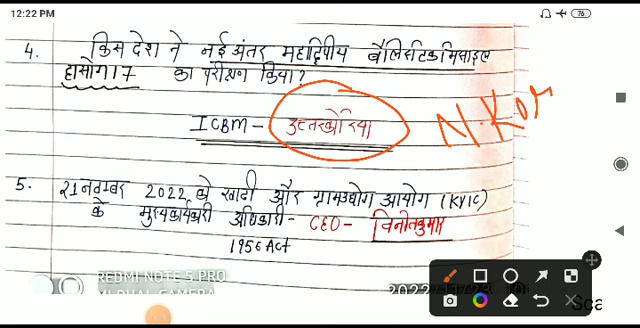 12:22 PM
76
4. किस देश ने नई अंतर महाद्विपीय बैलिस्टिक मिसाइल
हासोंग17 का परीक्षण किया?
ICBM - उत्तरकोरिया
N.Kor
5. 21 नवम्बर 2022 को खादी और ग्रामउद्योग आयोग (KVIC)
के मुख्यकार्यकारी अधिकारी - CEO - विनीतकुमार
1956 Act
REDMI NOTE 5 PRO
MI DUAL CAMERA